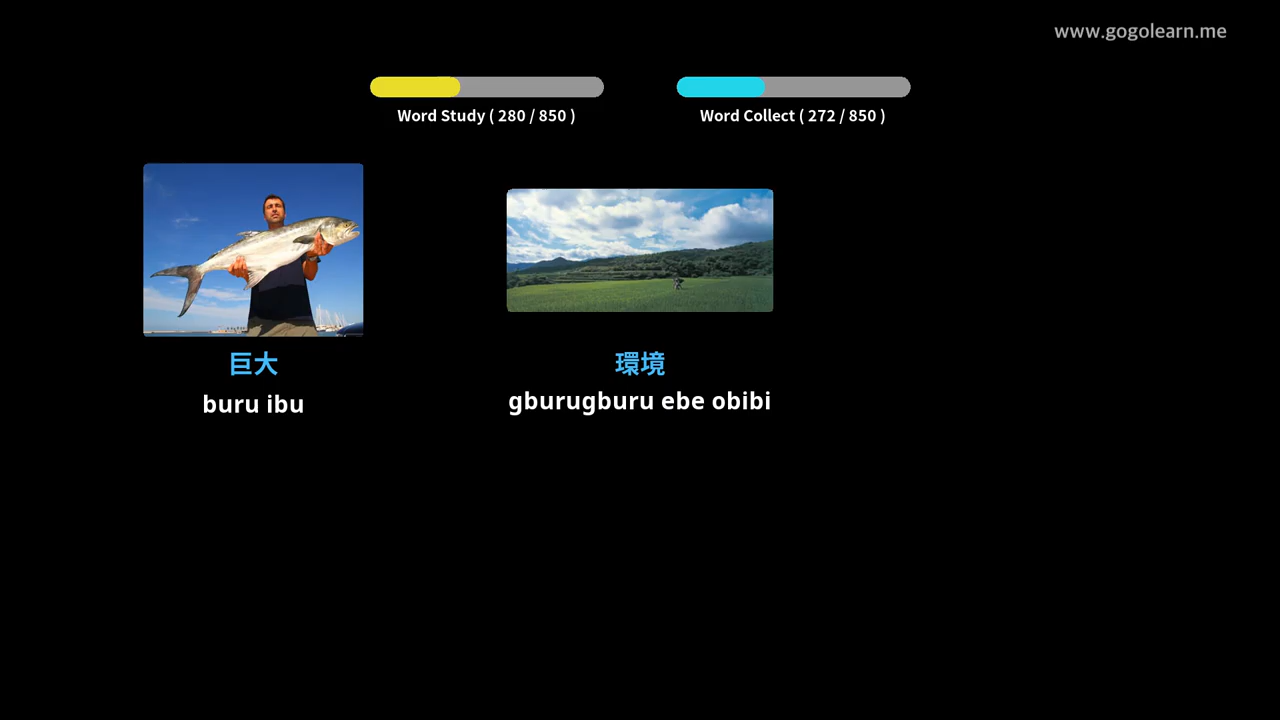 www.gogolearn.me
Word Study ( 280 / 850 )
Word Collect ( 272 / 850 )
巨大
buru ibu
環境
gburugburu ebe obibi